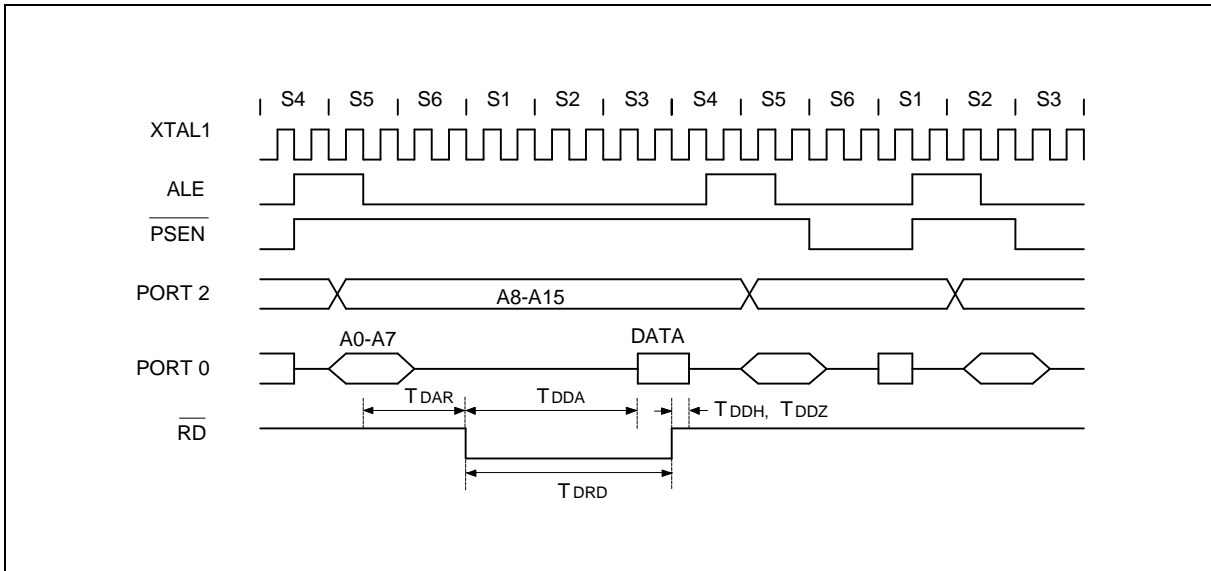 S4 S5 S6 S1 S2 S3 S4 S5 S6 S1 S2 S3
XTAL1
ALE
PSEN
PORT 2
A8-A15
A0-A7
DATA
PORT 0
TDAR
TDDA
TDDH, TDDZ
RD
TDRD